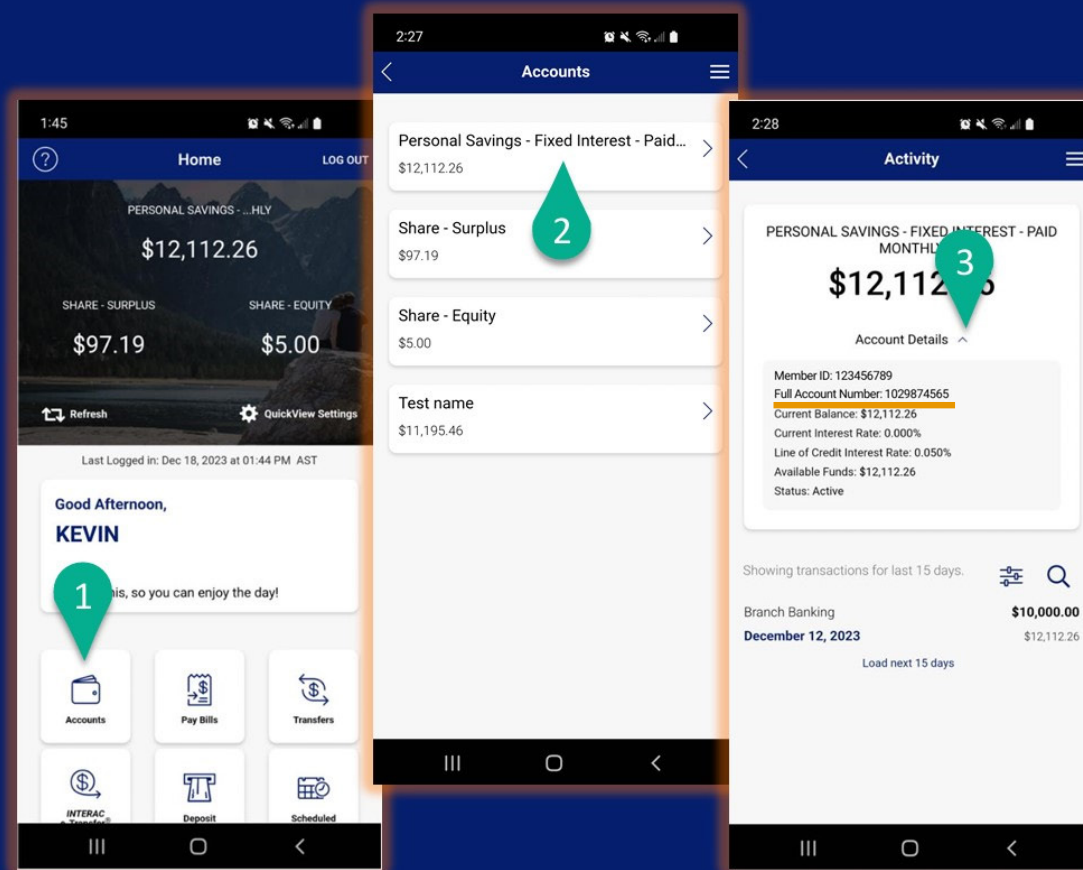 1:45
Home
LOG OUT
PERSONAL SAVINGS - ...HLY
$12,112.26
SHARE - SURPLUS
SHARE - EQUITY
$97.19
$5.00
Refresh
QuickView Settings
Last Logged in: Dec 18, 2023 at 01:44 PM AST
Good Afternoon,
KEVIN
so you can enjoy the day!
1
Accounts
Pay Bills
Transfers
INTERAC
e-Transfer®
Deposit
Scheduled
2:27
Accounts
Personal Savings - Fixed Interest - Paid...
$12,112.26
Share - Surplus
$97.19
2
Share - Equity
$5.00
Test name
$11,195.46
2:28
Activity
PERSONAL SAVINGS - FIXED INTEREST - PAID
3
Account Details
Member ID: 123456789
Full Account Number: 1029874565
Current Balance: $12,112.26
Current Interest Rate: 0.000%
Line of Credit Interest Rate: 0.050%
Available Funds: $12,112.26
Status: Active
Showing transactions for last 15 days.
Branch Banking
$10,000.00
December 12, 2023
$12,112.26
Load next 15 days